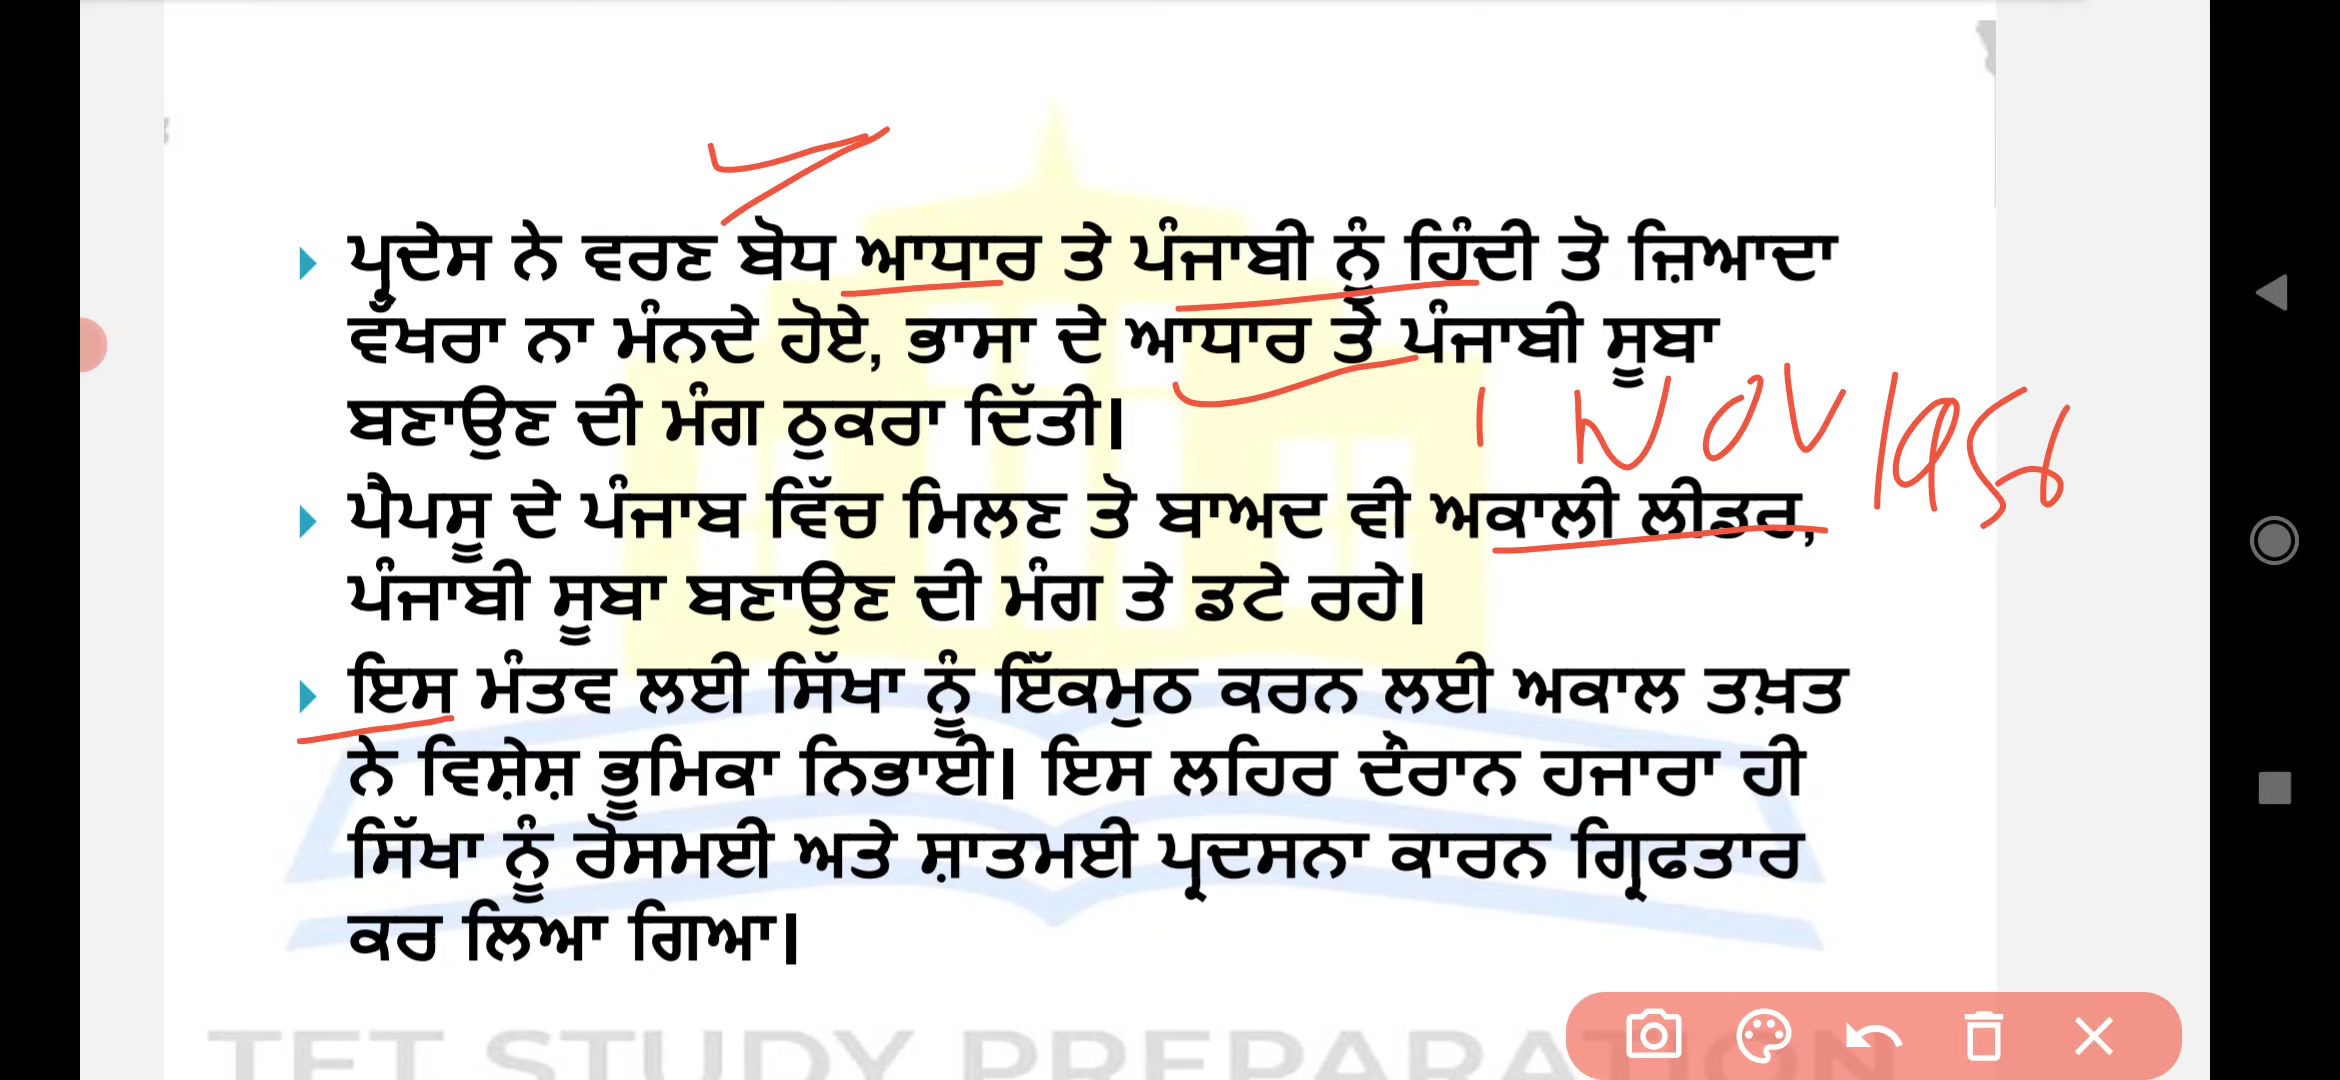 ਪ੍ਰਦੇਸ ਨੇ ਵਰਣ ਬੋਧ ਆਧਾਰ ਤੇ ਪੰਜਾਬੀ ਨੂੰ ਹਿੰਦੀ ਤੋ ਜ਼ਿਆਦਾ
ਵੱਖਰਾ ਨਾ ਮੰਨਦੇ ਹੋਏ, ਭਾਸਾ ਦੇ ਆਧਾਰ ਤੇ ਪੰਜਾਬੀ ਸੂਬਾ
ਬਣਾਉਣ ਦੀ ਮੰਗ ਠੁਕਰਾ ਦਿੱਤੀ।
1 NOV 1956
ਪੈਪਸੂ ਦੇ ਪੰਜਾਬ ਵਿੱਚ ਮਿਲਣ ਤੋ ਬਾਅਦ ਵੀ ਅਕਾਲੀ ਲੀਡਰ,
ਪੰਜਾਬੀ ਸੂਬਾ ਬਣਾਉਣ ਦੀ ਮੰਗ ਤੇ ਡਟੇ ਰਹੇ।
ਇਸ ਮੰਤਵ ਲਈ ਸਿੱਖਾ ਨੂੰ ਇੱਕਮੁਠ ਕਰਨ ਲਈ ਅਕਾਲ ਤਖ਼ਤ
ਨੇ ਵਿਸ਼ੇਸ਼ ਭੂਮਿਕਾ ਨਿਭਾਈ। ਇਸ ਲਹਿਰ ਦੌਰਾਨ ਹਜਾਰਾ ਹੀ
ਸਿੱਖਾ ਨੂੰ ਰੋਸਮਈ ਅਤੇ ਸ਼ਾਤਮਈ ਪ੍ਰਦਸਨਾ ਕਾਰਨ ਗ੍ਰਿਫਤਾਰ
ਕਰ ਲਿਆ ਗਿਆ।
TET STUDY PREPARATION